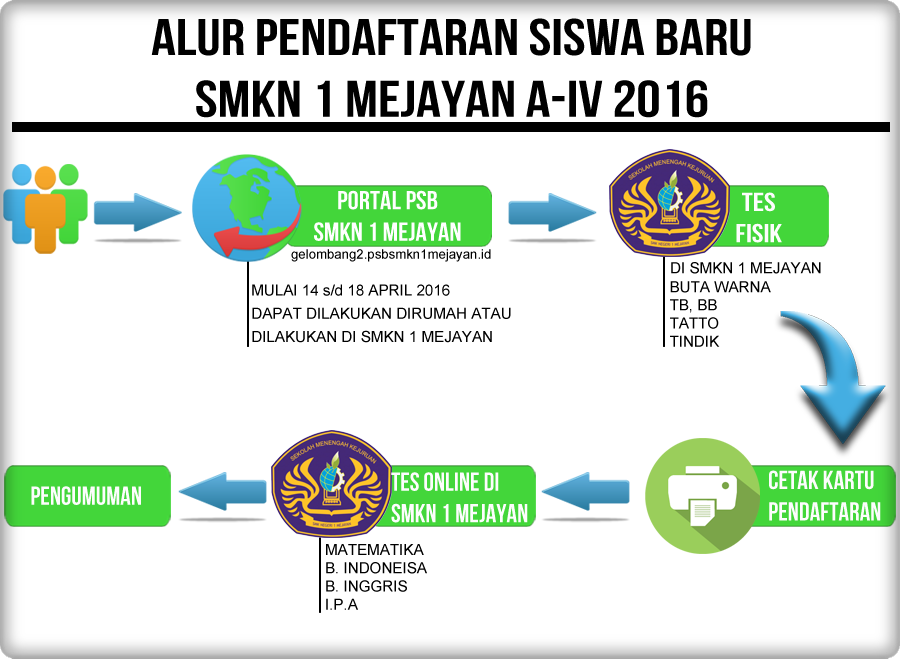 ALUR PENDAFTARAN SISWA BARU
SMKN 1 MEJAYAN A-IV 2016
PORTAL PSB
SMKN 1 MEJAYAN
gelombang2.psbsmkn1mejayan.id
MULAI 14 s/d 18 APRIL 2016
DAPAT DILAKUKAN DIRUMAH ATAU
DILAKUKAN DI SMKN 1 MEJAYAN
SEKOLAH MENENGAH KEJURUAN
SMK NEGERI 1 MEJAYAN
TES
FISIK
DI SMKN 1 MEJAYAN
BUTA WARNA
TB, BB
TATTO
TINDIK
CETAK KARTU
PENDAFTARAN
SEKOLAH MENENGAH KEJURUAN
SMK NEGERI 1 MEJAYAN
TES ONLINE DI
SMKN 1 MEJAYAN
MATEMATIKA
B. INDONEISA
B. INGGRIS
I.P.A
PENGUMUMAN